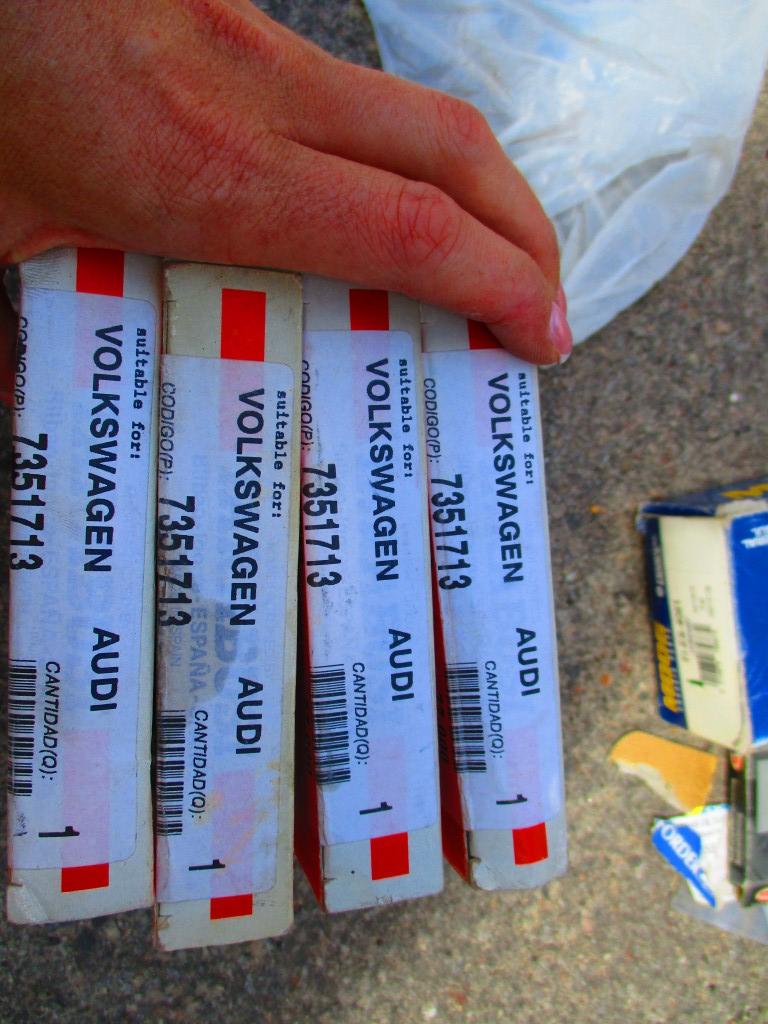 suitable for:
VOLKSWAGEN AUDI
CODIGO(P):
7351713
CANTIDAD(Q):
1
suitable for:
VOLKSWAGEN AUDI
CODIGO(P):
7351713
ESPAÑA
SPAIN
CANTIDAD(Q):
1
suitable for:
VOLKSWAGEN AUDI
CODIGO(P):
7351713
CANTIDAD(Q):
1
suitable for:
VOLKSWAGEN AUDI
CODIGO(P):
7351713
CANTIDAD(Q):
1